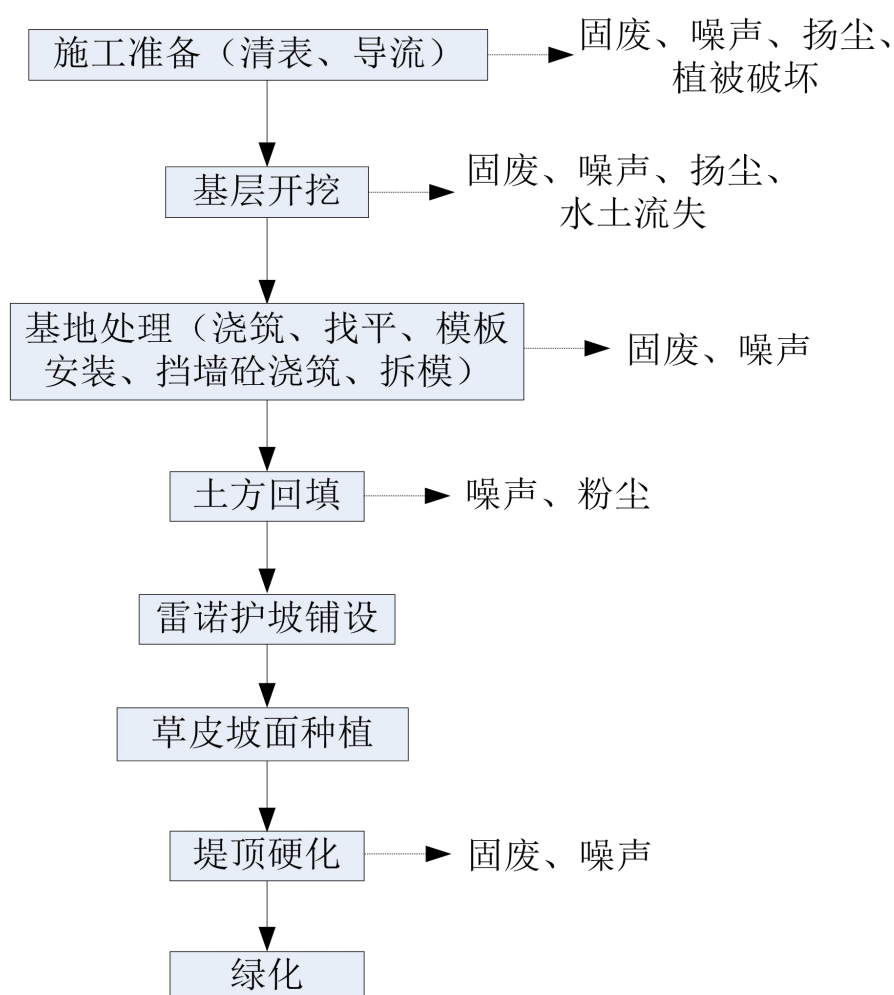 施工准备（清表、导流）
固废、噪声、扬尘、
植被破坏
基层开挖
固废、噪声、扬尘、
水土流失
基地处理（浇筑、找平、模板
安装、挡墙砼浇筑、拆模）
固废、噪声
土方回填
噪声、粉尘
雷诺护坡铺设
草皮坡面种植
堤顶硬化
固废、噪声
绿化